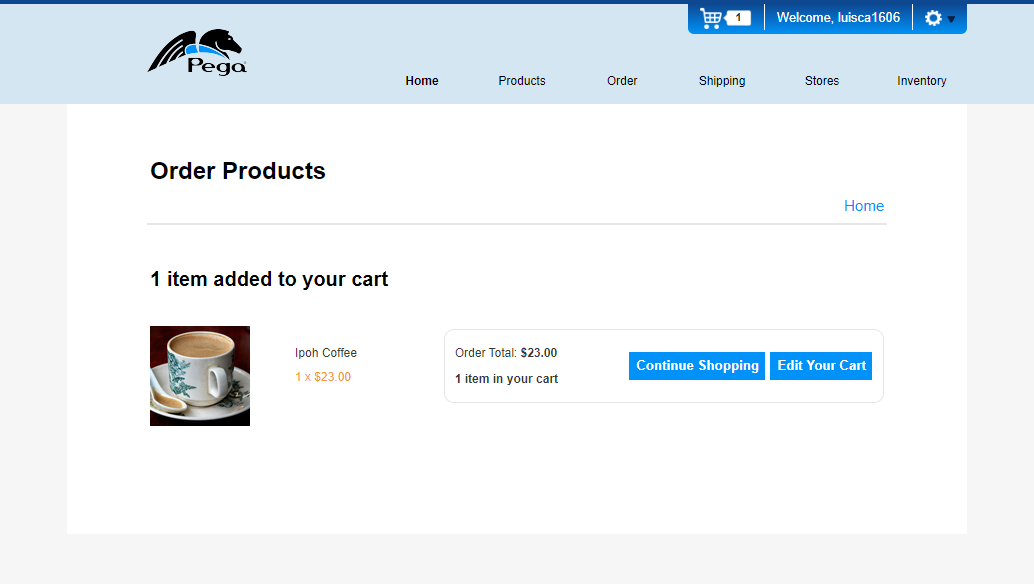 1
Welcome, luisca1606
Pega
Home
Products
Order
Shipping
Stores
Inventory
Order Products
Home
1 item added to your cart
Ipoh Coffee
1 x $23.00
Order Total: $23.00
1 item in your cart
Continue Shopping
Edit Your Cart